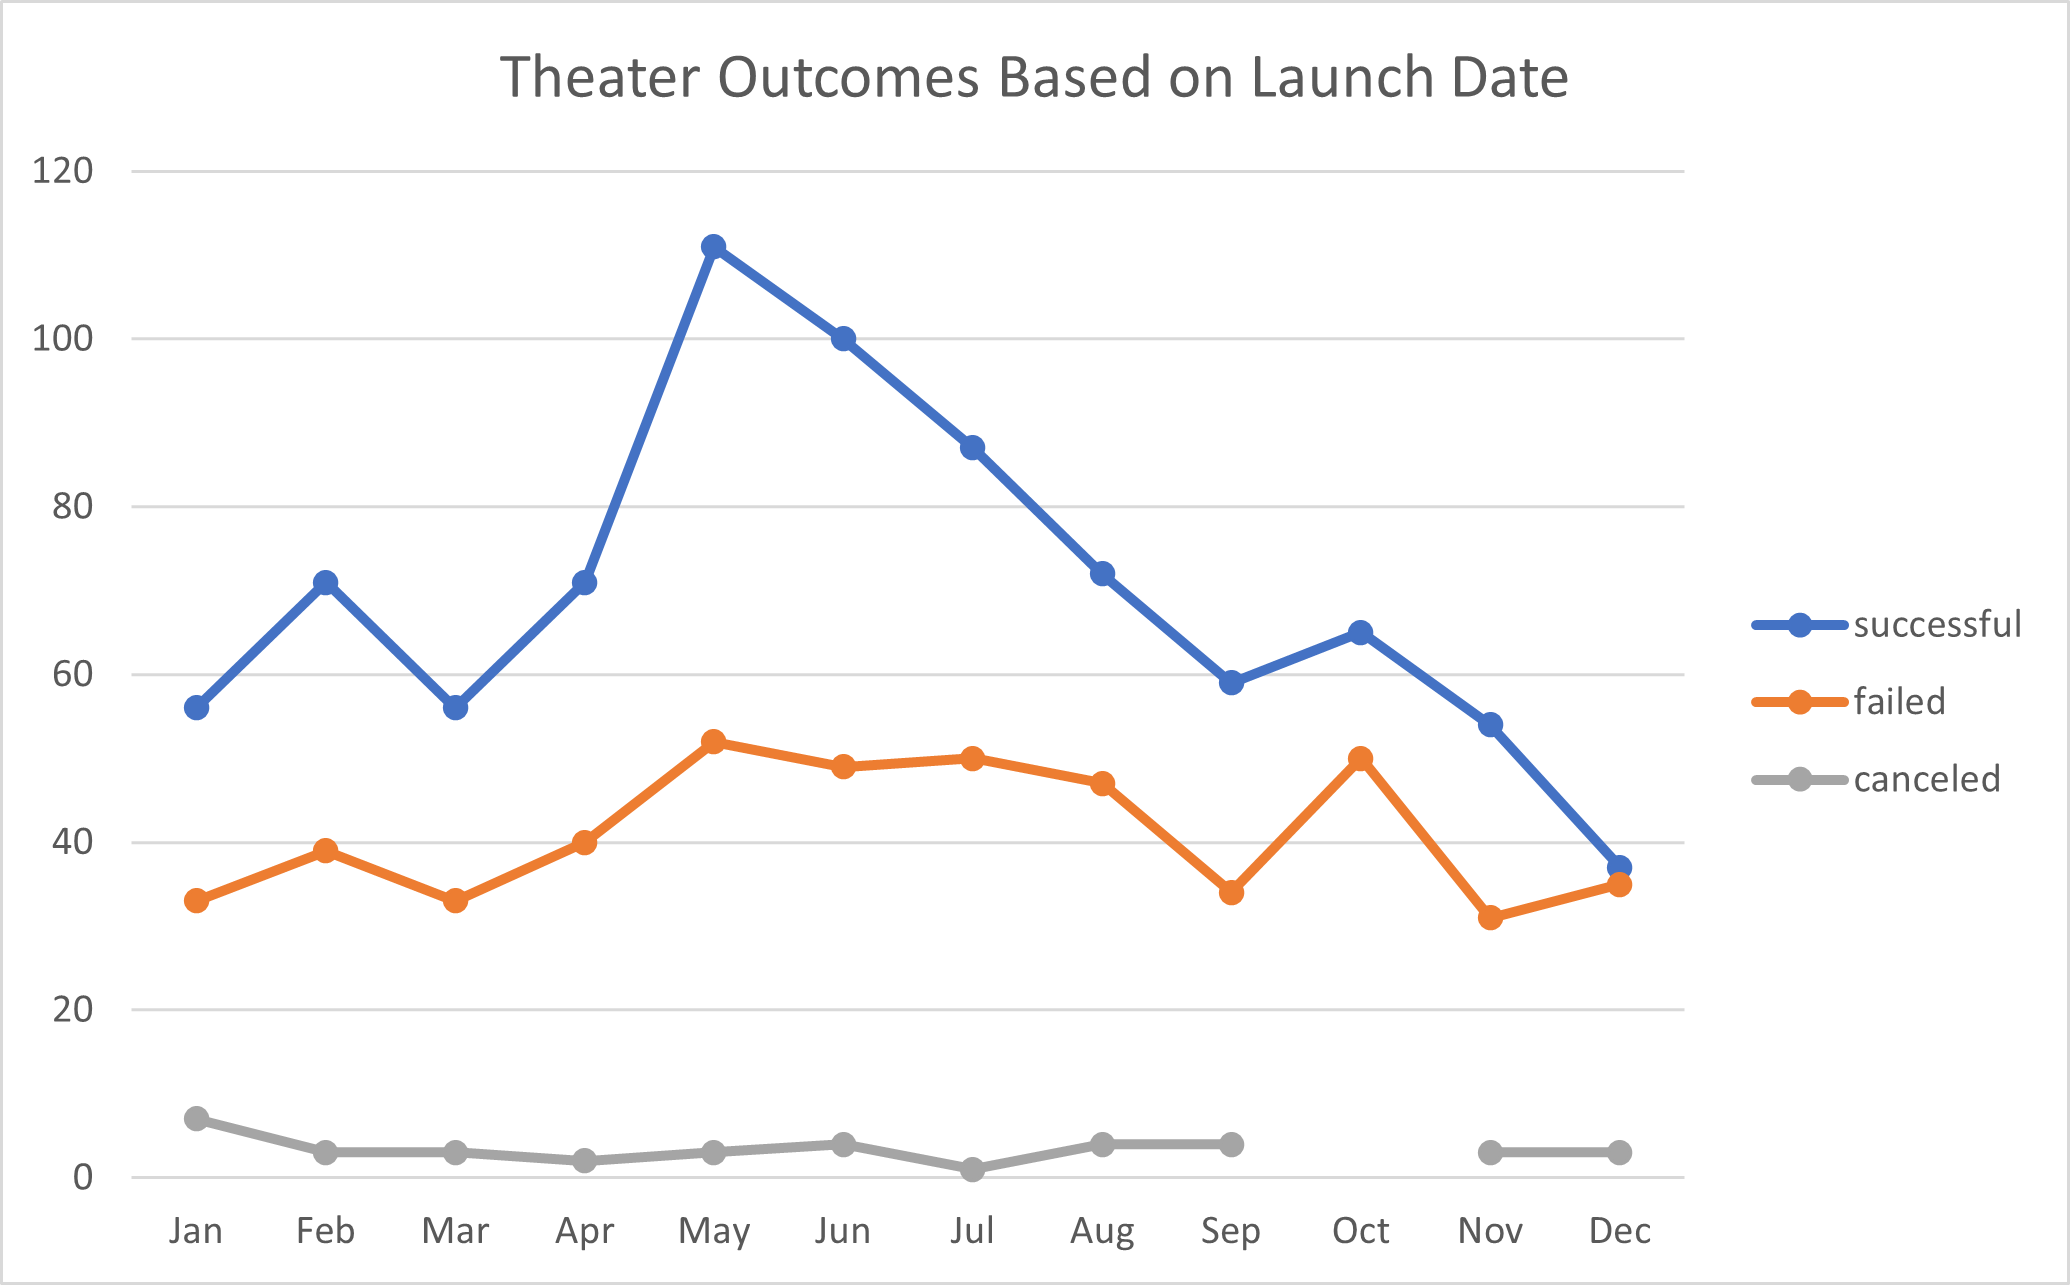 Theater Outcomes Based on Launch Date
120
100
80
60
40
20
0
Jan Feb Mar Apr May Jun Jul Aug Sep Oct Nov Dec
successful
failed
canceled